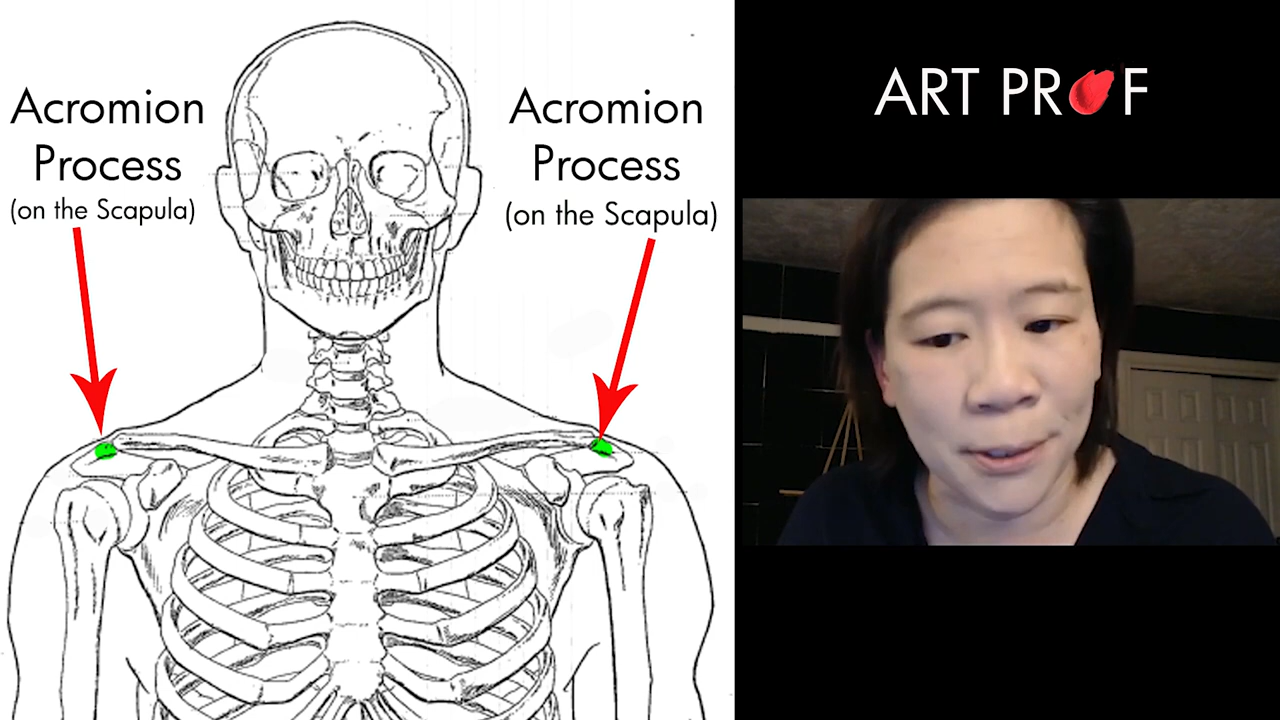 Acromion
Process
(on the Scapula)
Acromion
Process
(on the Scapula)
ART PROF